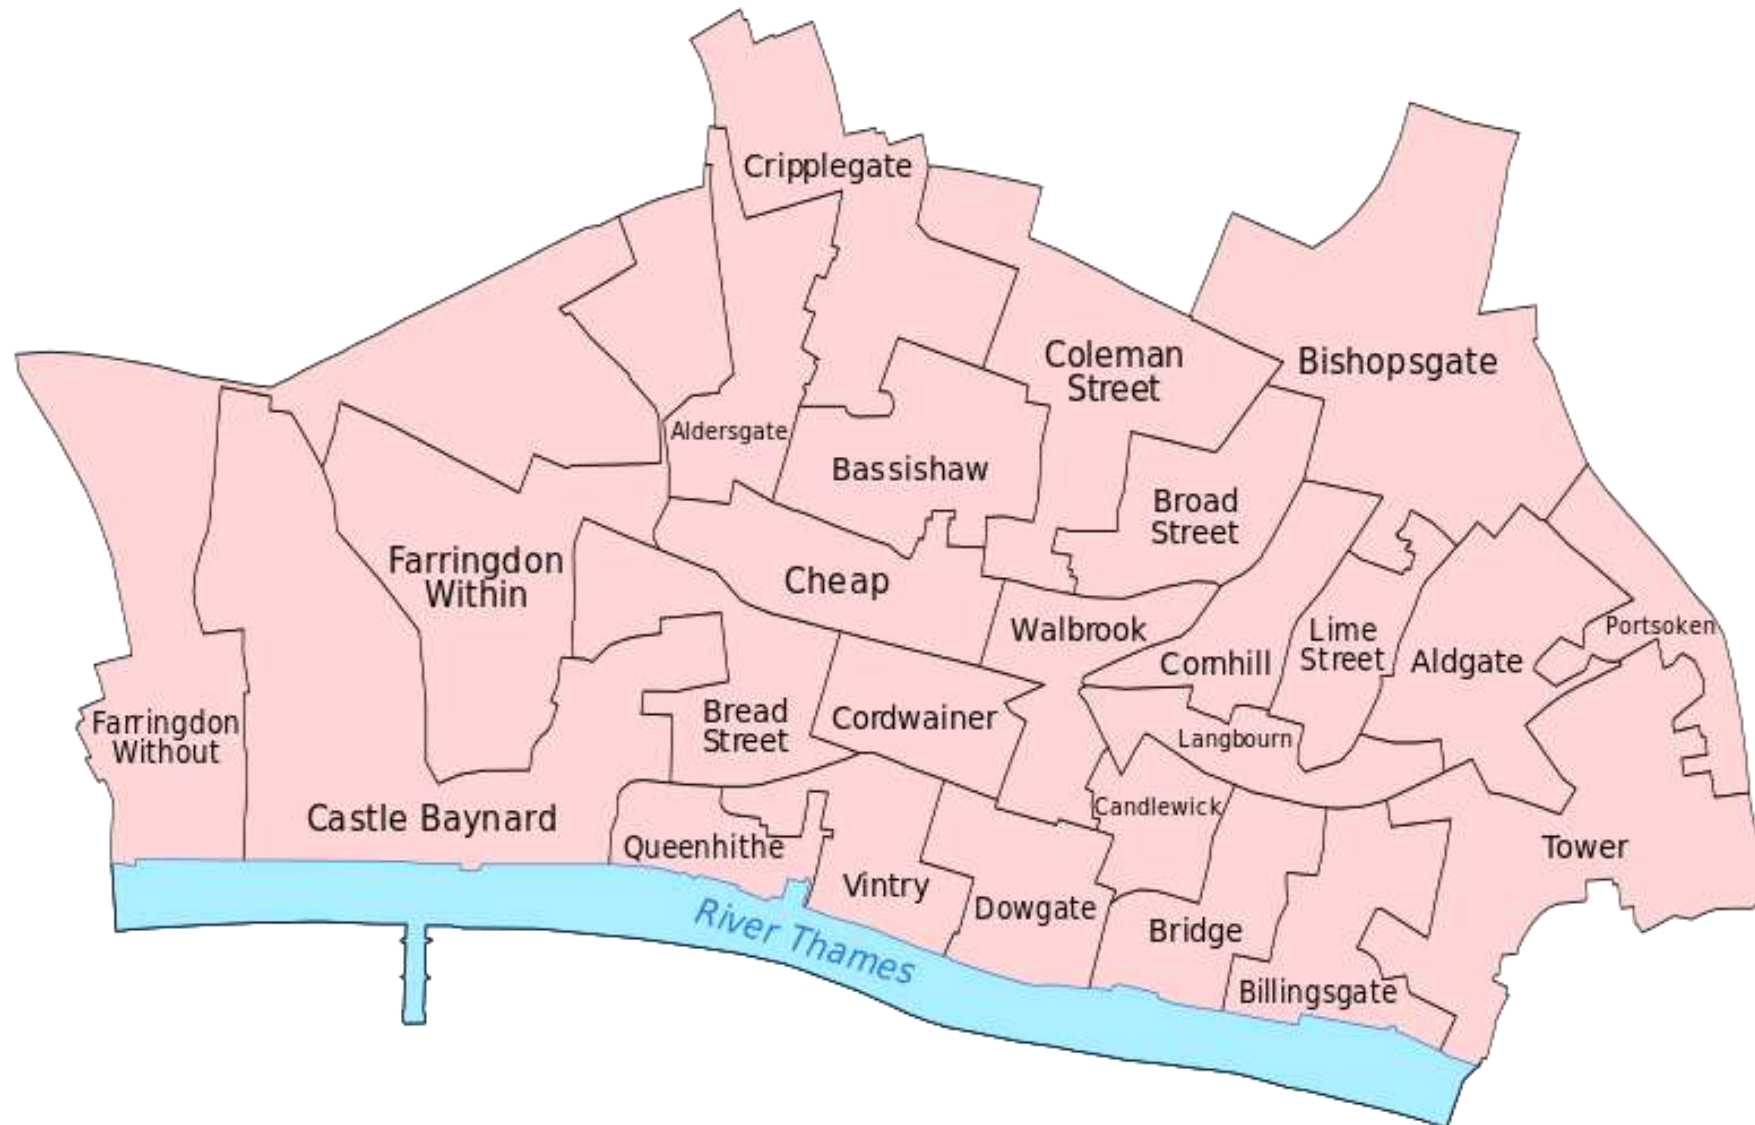 Cripplegate
Coleman
Street
Bishopsgate
Aldersgate
Bassishaw
Broad
Street
Farringdon
Within
Cheap
Walbrook
Cornhill
Lime
Street
Aldgate
Portsoken
Farringdon
Without
Bread
Street
Cordwainer
Langbourn
Castle Baynard
Candlewick
Queenhithe
Tower
Vintry
Dowgate
Bridge
Billingsgate
River Thames